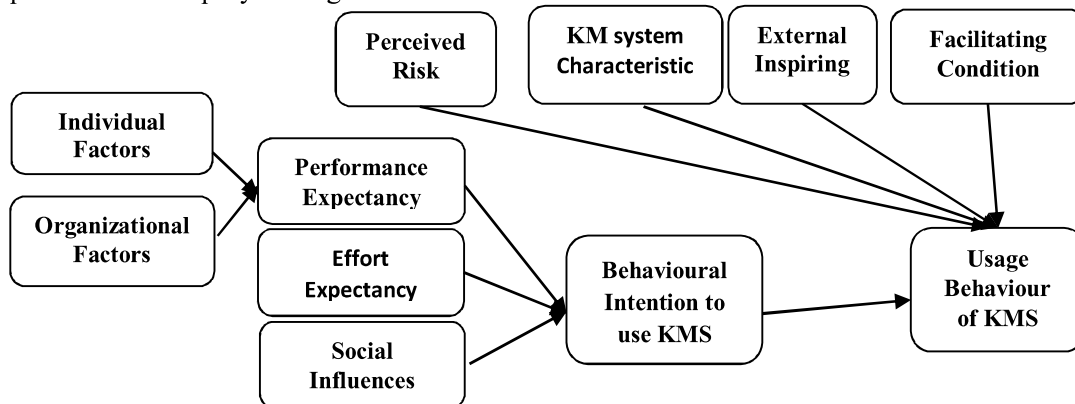 Perceived
Risk
KM system
Characteristic
External
Inspiring
Facilitating
Condition
Individual
Factors
Organizational
Factors
Performance
Expectancy
Effort
Expectancy
Social
Influences
Behavioural
Intention to
use KMS
Usage
Behaviour
of KMS